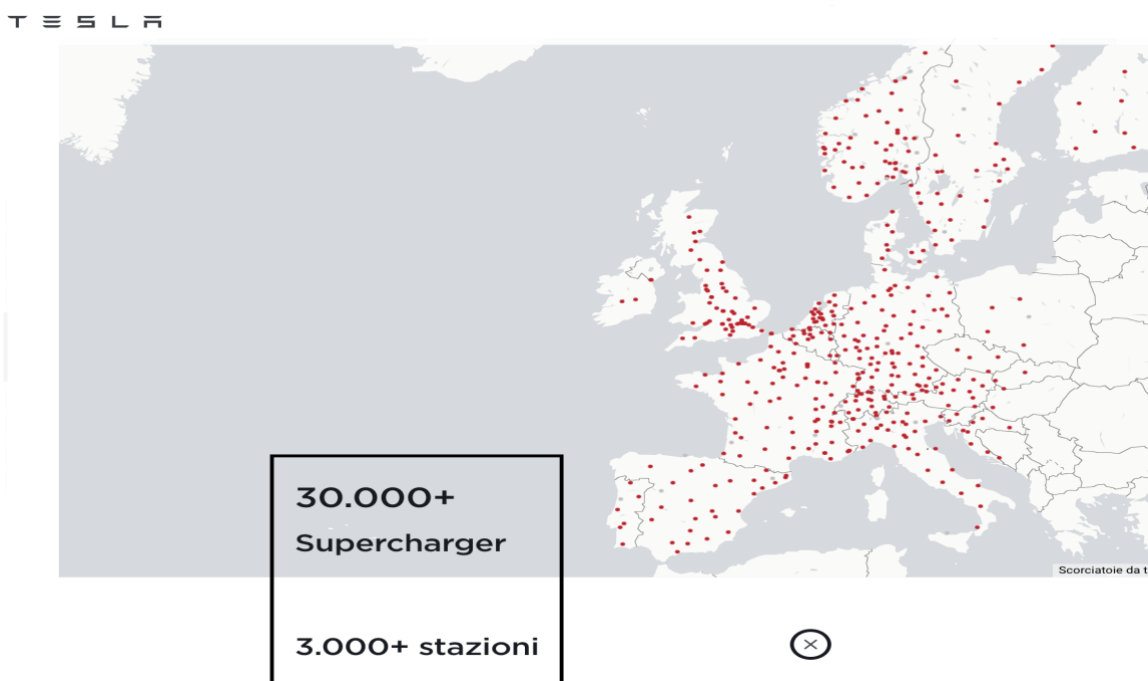 TESLA
30.000+
Supercharger
Scorciatoie da t
3.000+ stazioni